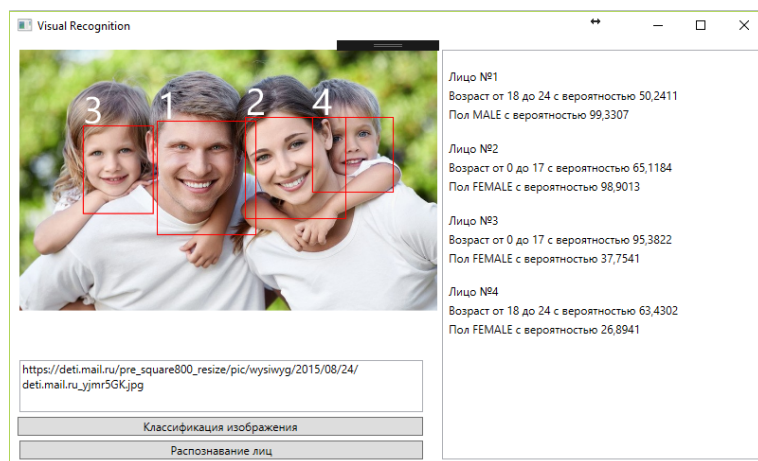 Visual Recognition
3
1
2
4
Лицо №1
Возраст от 18 до 24 с вероятностью 50,2411
Пол MALE с вероятностью 99,3307
Лицо №2
Возраст от 0 до 17 с вероятностью 65,1184
Пол FEMALE с вероятностью 98,9013
Лицо №3
Возраст от 0 до 17 с вероятностью 95,3822
Пол FEMALE с вероятностью 37,7541
Лицо №4
Возраст от 18 до 24 с вероятностью 63,4302
Пол FEMALE с вероятностью 26,8941
https://deti.mail.ru/pre_square800_resize/pic/wysiwyg/2015/08/24/
deti.mail.ru_yjmr5GK.jpg
Классификация изображения
Распознавание лиц